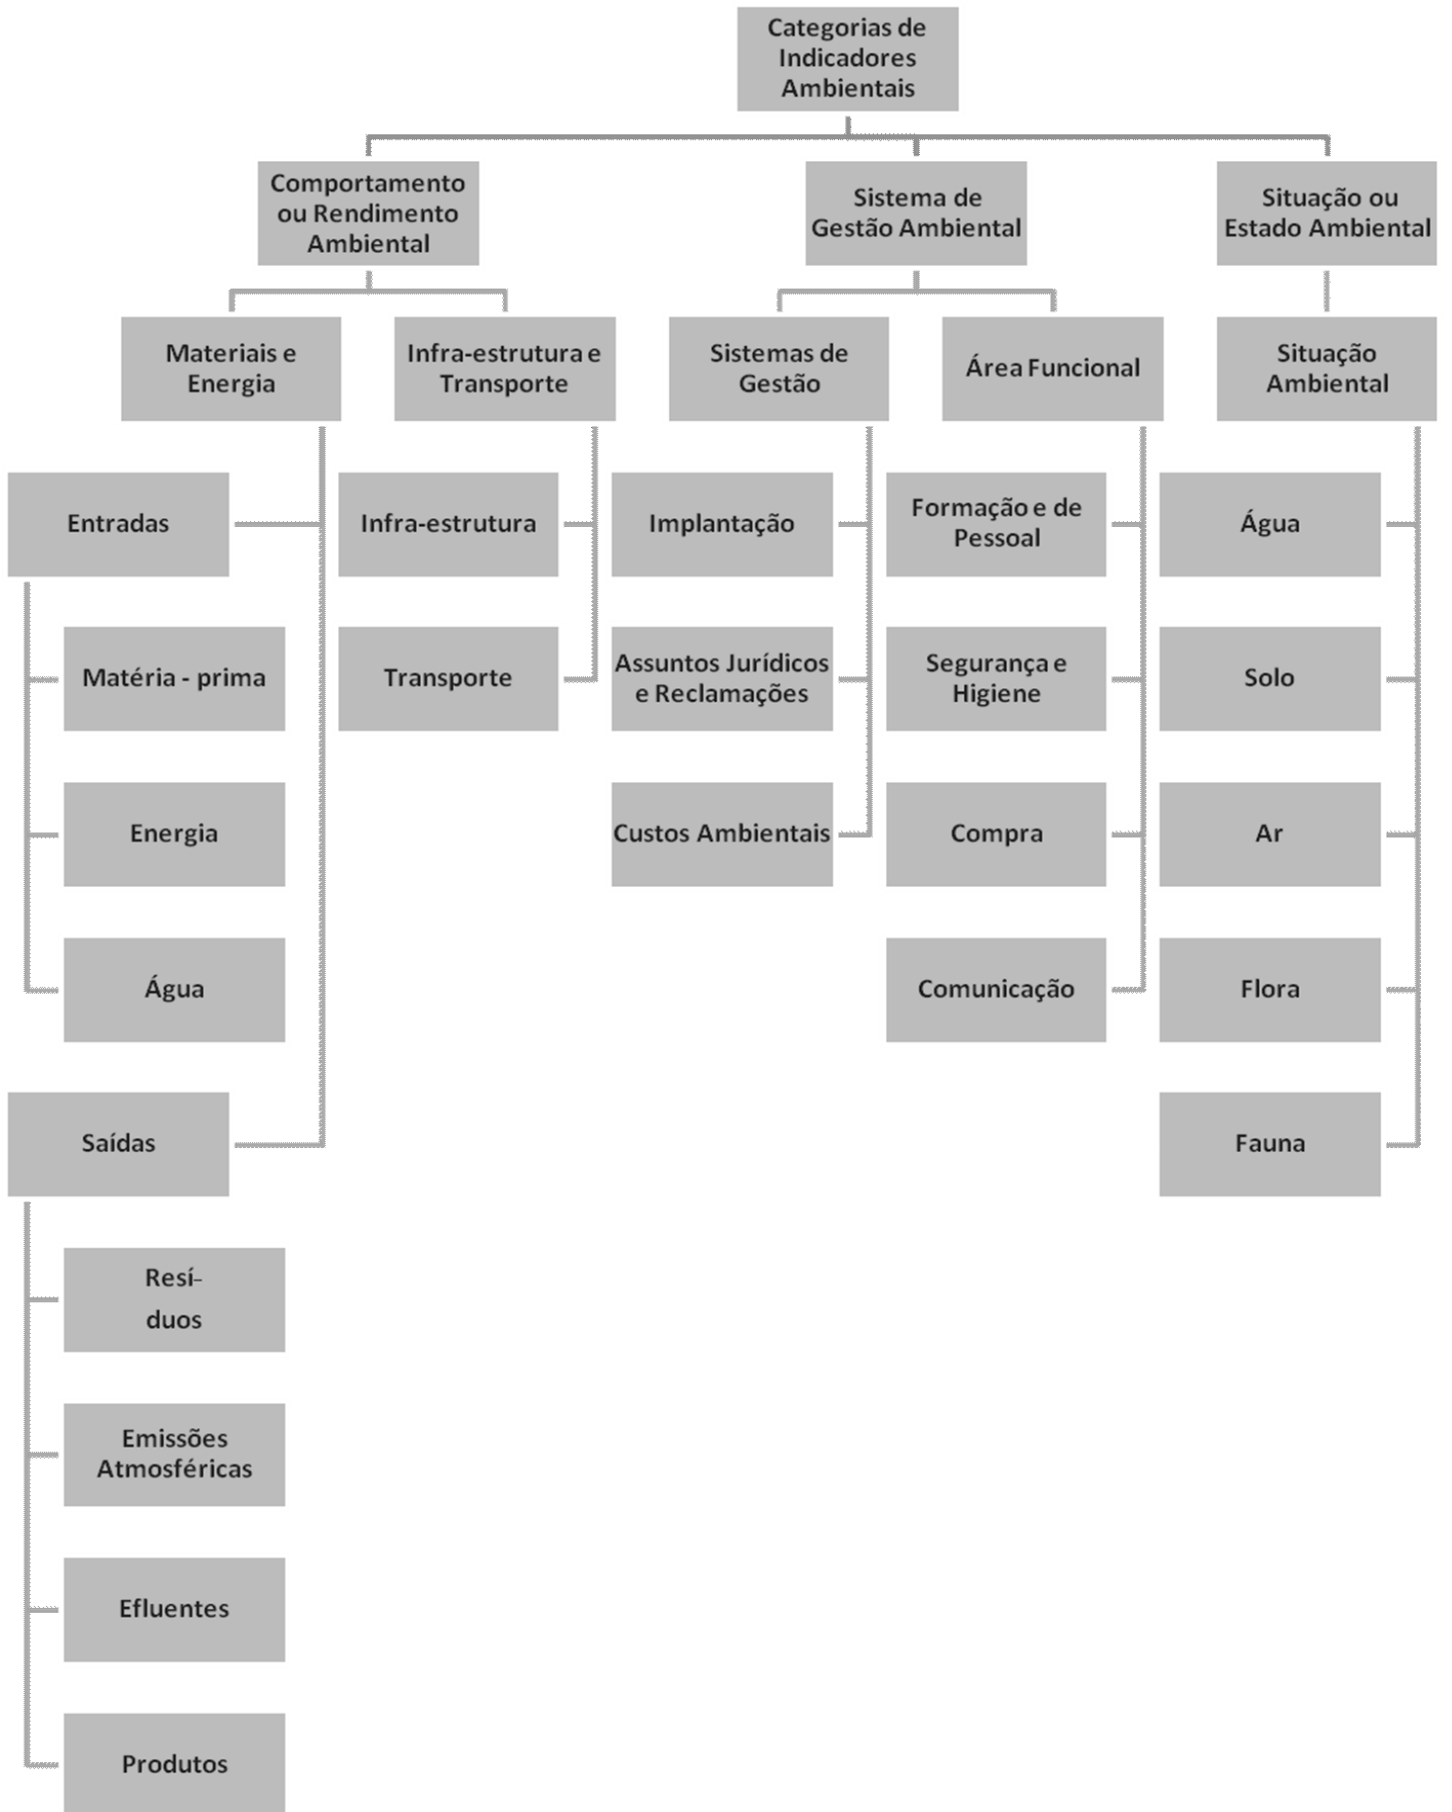 Categorias de
Indicadores
Ambientais
Comportamento
ou Rendimento
Ambiental
Sistema de
Gestão Ambiental
Situação ou
Estado Ambiental
Materiais e
Energia
Infra-estrutura e
Transporte
Sistemas de
Gestão
Área Funcional
Situação
Ambiental
Entradas
Infra-estrutura
Implantação
Formação e de
Pessoal
Água
Matéria - prima
Transporte
Assuntos Jurídicos
e Reclamações
Segurança e
Higiene
Solo
Energia
Custos Ambientais
Compra
Ar
Água
Comunicação
Flora
Saídas
Fauna
Resí-
duos
Emissões
Atmosféricas
Efluentes
Produtos